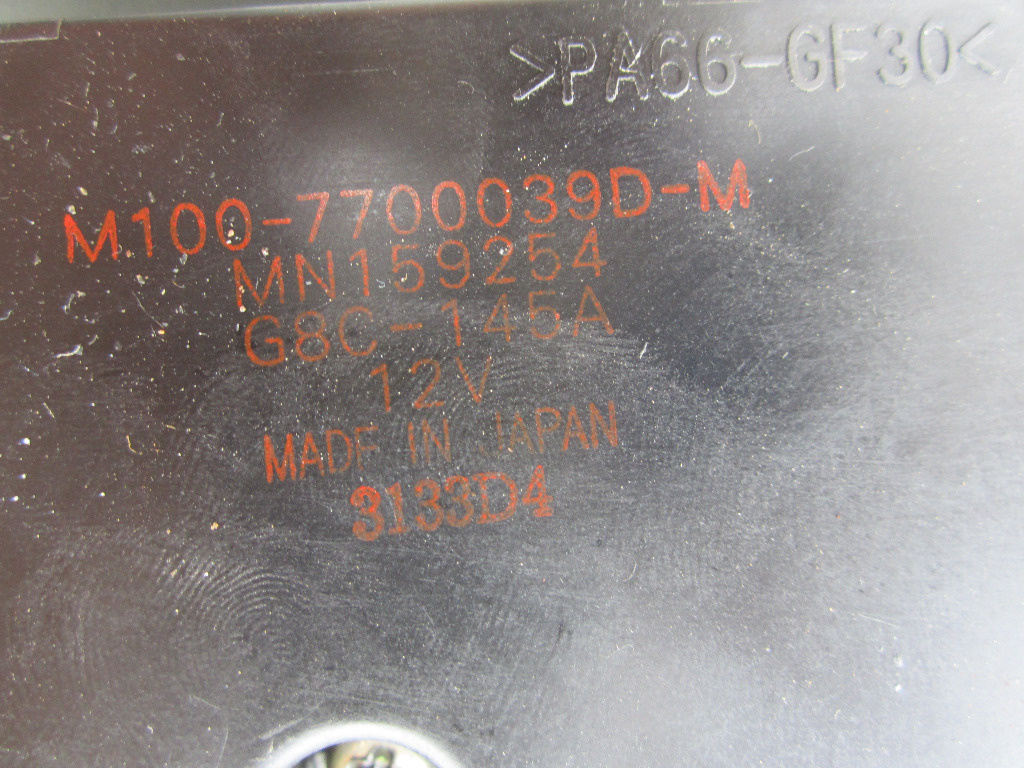 >PA66-GF30<
M100-7700039D-M
MN159254
G8C-145A
12V
MADE IN JAPAN
3133D4